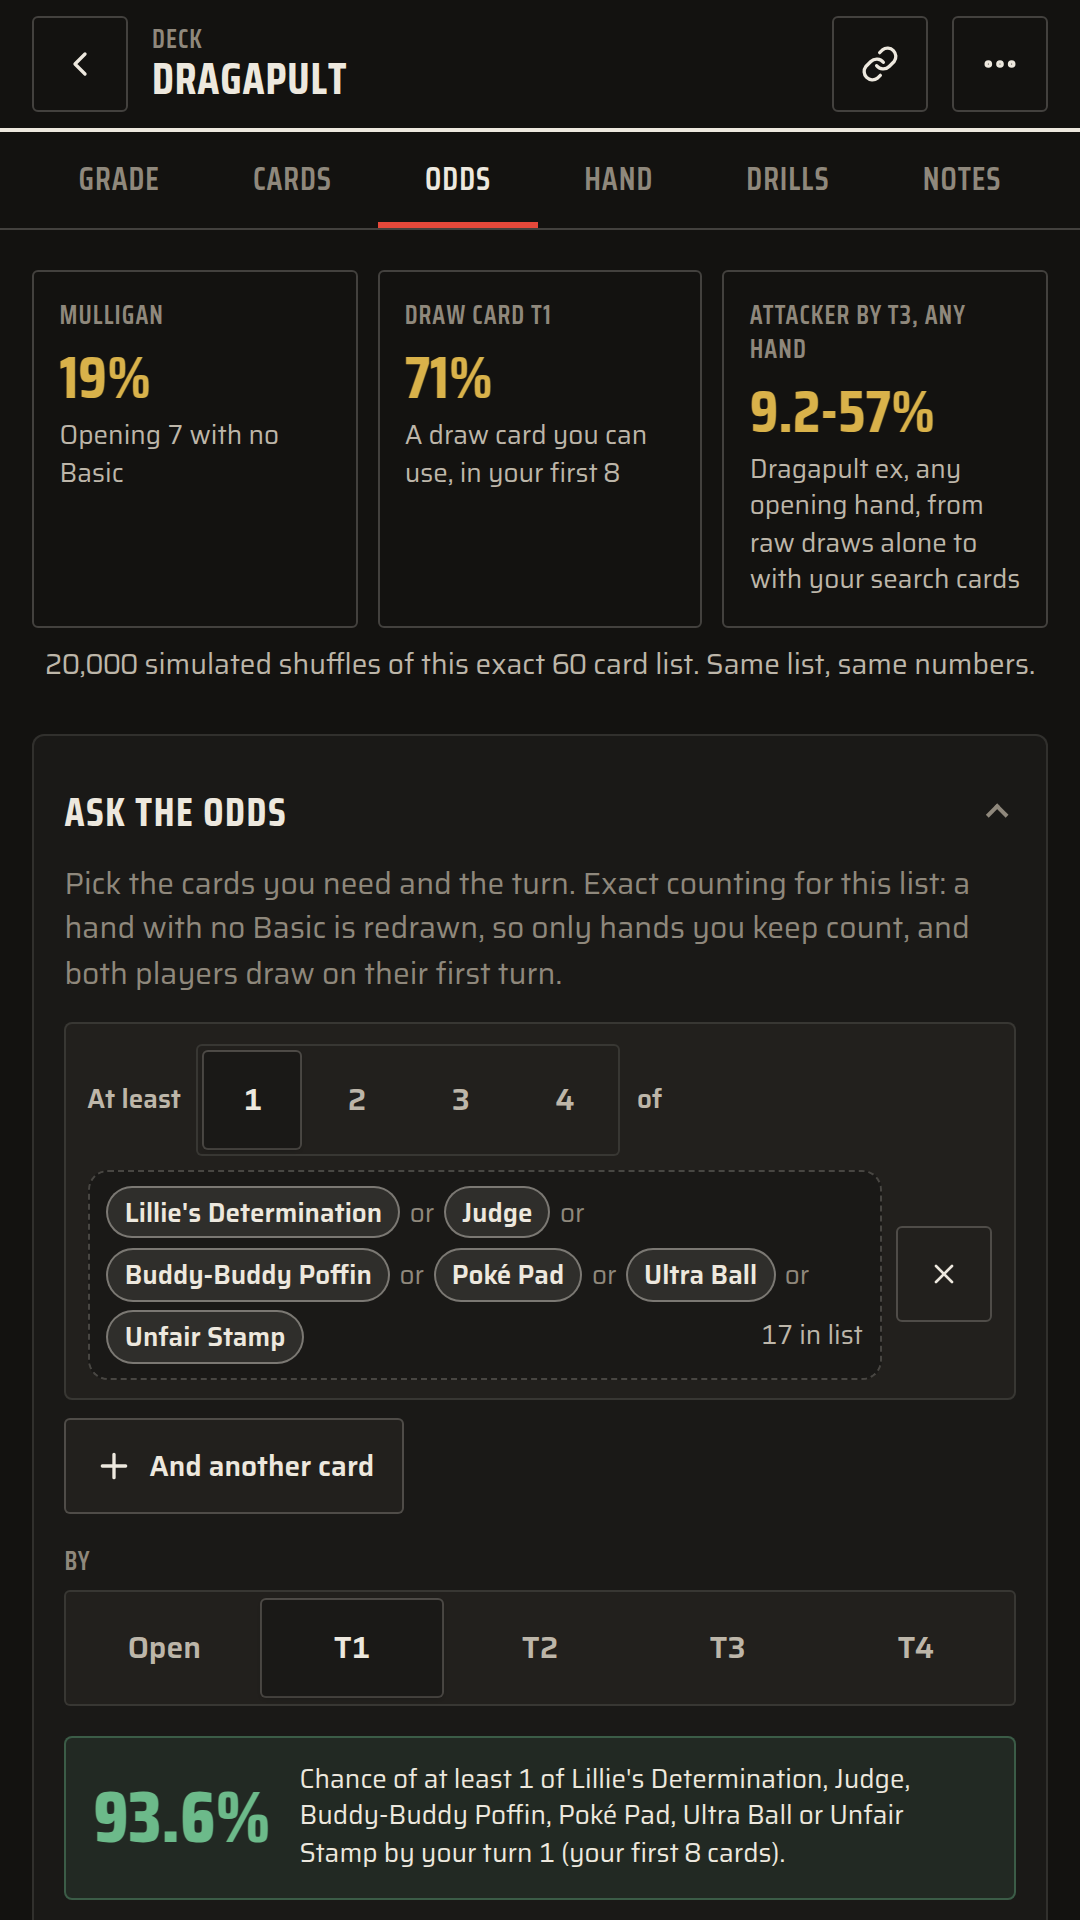 DECK
DRAGAPULT
GRADE CARDS ODDS HAND DRILLS NOTES
MULLIGAN
19%
Opening 7 with no
Basic
DRAW CARD T1
71%
A draw card you can
use, in your first 8
ATTACKER BY T3, ANY
HAND
9.2-57%
Dragapult ex, any
opening hand, from
raw draws alone to
with your search cards
20,000 simulated shuffles of this exact 60 card list. Same list, same numbers.
ASK THE ODDS
Pick the cards you need and the turn. Exact counting for this list: a
hand with no Basic is redrawn, so only hands you keep count, and
both players draw on their first turn.
At least 1 2 3 4 of
Lillie's Determination or Judge or
Buddy-Buddy Poffin or Poké Pad or Ultra Ball or
Unfair Stamp 17 in list
And another card
BY
Open T1 T2 T3 T4
93.6%
Chance of at least 1 of Lillie's Determination, Judge,
Buddy-Buddy Poffin, Poké Pad, Ultra Ball or Unfair
Stamp by your turn 1 (your first 8 cards).